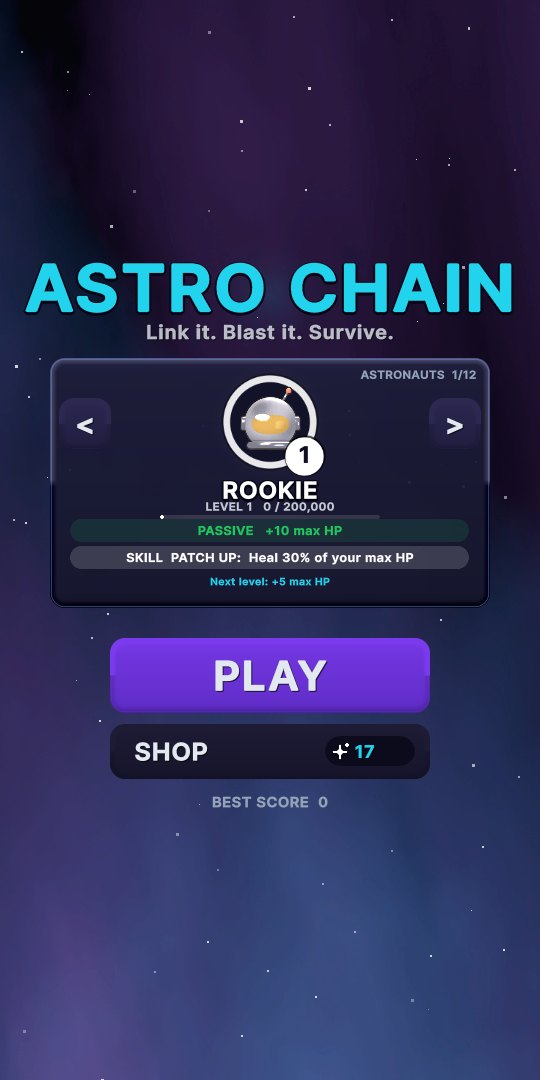 ASTRO CHAIN
Link it. Blast it. Survive.
ASTRONAUTS 1/12
<
>
1
ROOKIE
LEVEL 1 0 / 200,000
PASSIVE +10 max HP
SKILL PATCH UP: Heal 30% of your max HP
Next level: +5 max HP
PLAY
SHOP 17
BEST SCORE 0